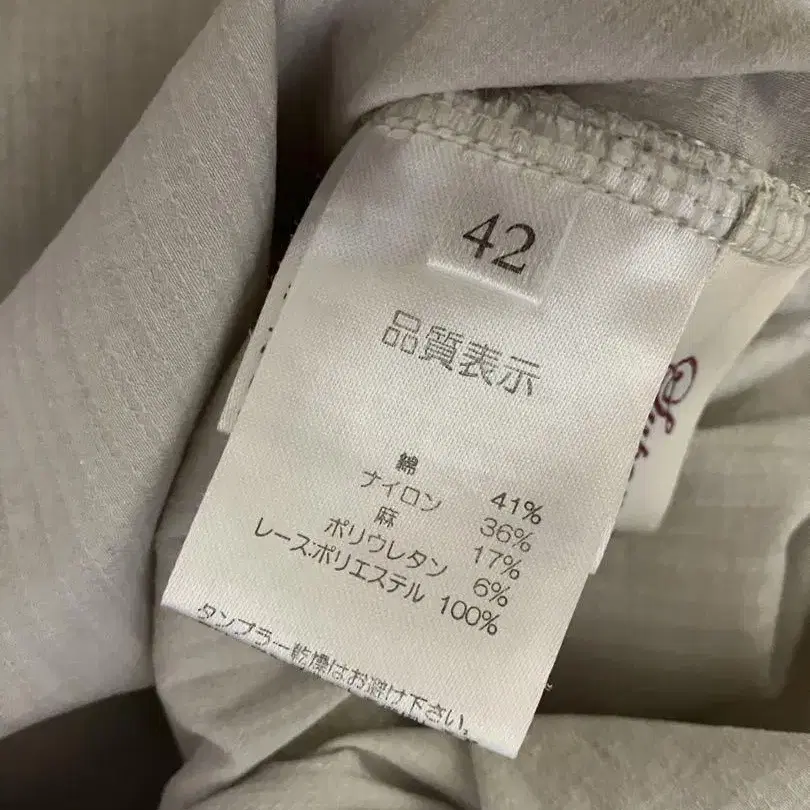 42
品質表示
綿 41%
ナイロン 36%
麻 17%
ポリウレタン 6%
レース:ポリエステル 100%
タンブラー乾燥はお避け下さい。